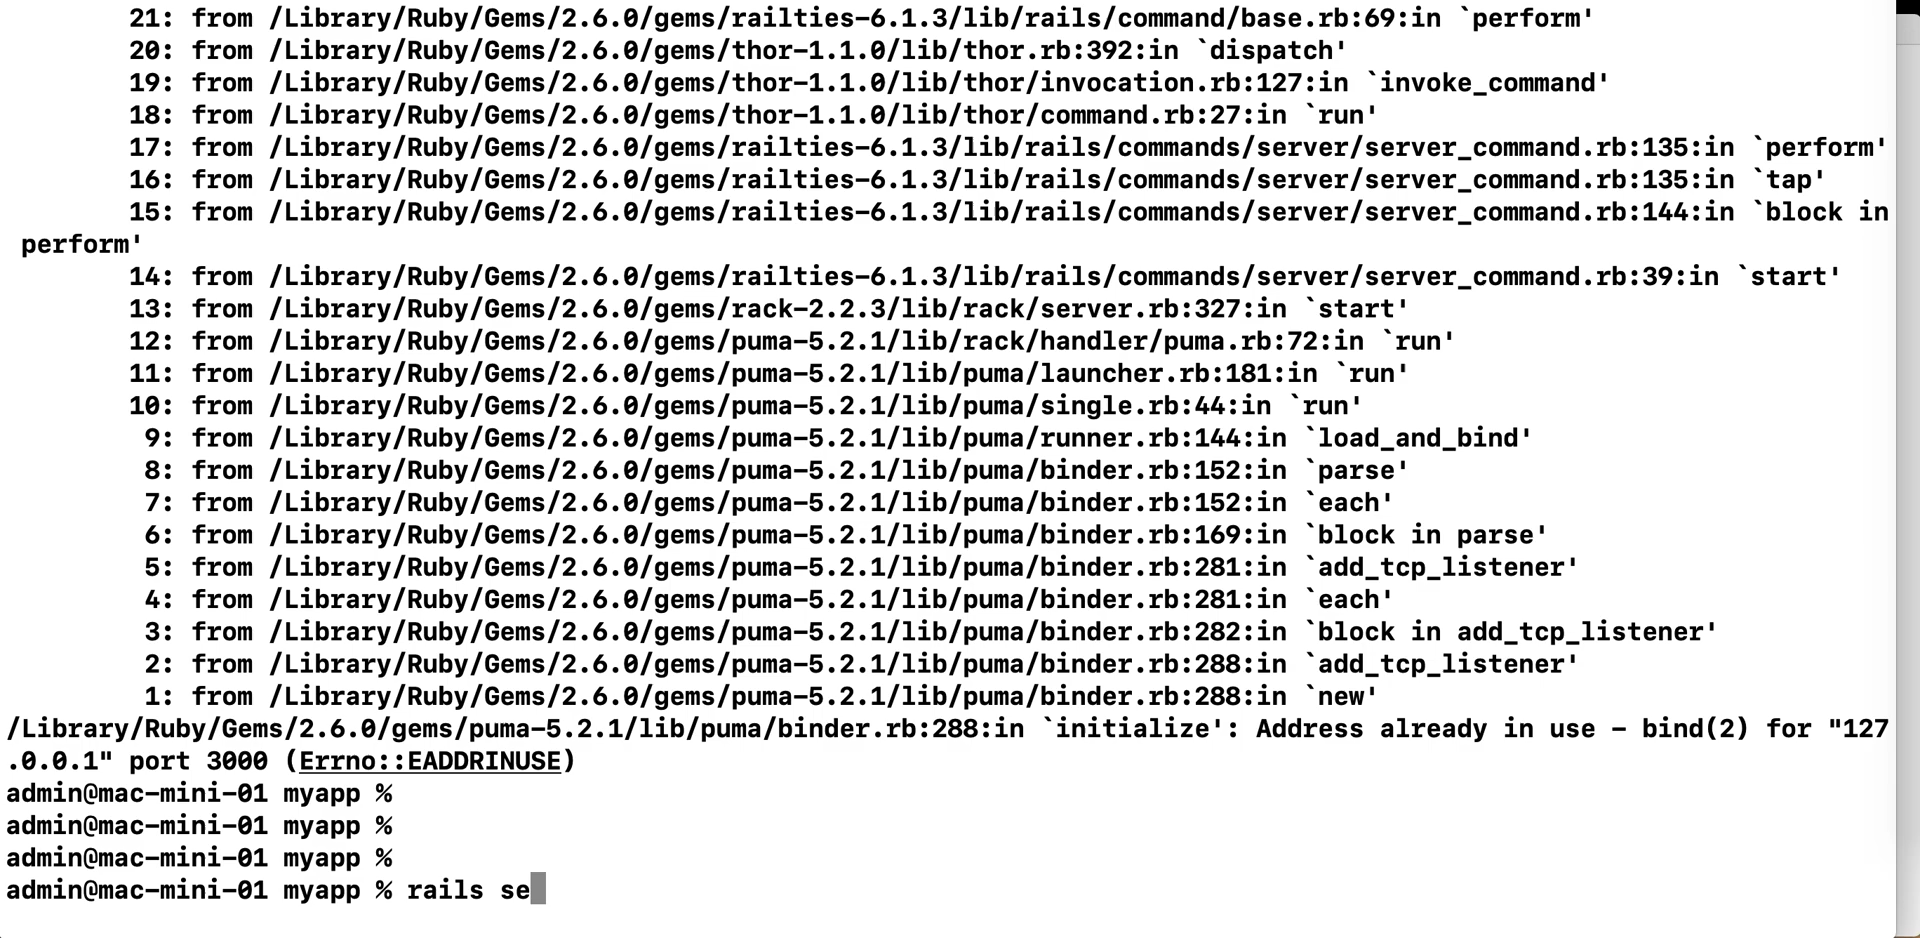 21: from /Library/Ruby/Gems/2.6.0/gems/railties-6.1.3/lib/rails/command/base.rb:69:in `perform'
20: from /Library/Ruby/Gems/2.6.0/gems/thor-1.1.0/lib/thor.rb:392:in `dispatch'
19: from /Library/Ruby/Gems/2.6.0/gems/thor-1.1.0/lib/thor/invocation.rb:127:in `invoke_command'
18: from /Library/Ruby/Gems/2.6.0/gems/thor-1.1.0/lib/thor/command.rb:27:in `run'
17: from /Library/Ruby/Gems/2.6.0/gems/railties-6.1.3/lib/rails/commands/server/server_command.rb:135:in `perform'
16: from /Library/Ruby/Gems/2.6.0/gems/railties-6.1.3/lib/rails/commands/server/server_command.rb:135:in `tap'
15: from /Library/Ruby/Gems/2.6.0/gems/railties-6.1.3/lib/rails/commands/server/server_command.rb:144:in `block in
perform'
14: from /Library/Ruby/Gems/2.6.0/gems/railties-6.1.3/lib/rails/commands/server/server_command.rb:39:in `start'
13: from /Library/Ruby/Gems/2.6.0/gems/rack-2.2.3/lib/rack/server.rb:327:in `start'
12: from /Library/Ruby/Gems/2.6.0/gems/puma-5.2.1/lib/rack/handler/puma.rb:72:in `run'
11: from /Library/Ruby/Gems/2.6.0/gems/puma-5.2.1/lib/puma/launcher.rb:181:in `run'
10: from /Library/Ruby/Gems/2.6.0/gems/puma-5.2.1/lib/puma/single.rb:44:in `run'
9: from /Library/Ruby/Gems/2.6.0/gems/puma-5.2.1/lib/puma/runner.rb:144:in `load_and_bind'
8: from /Library/Ruby/Gems/2.6.0/gems/puma-5.2.1/lib/puma/binder.rb:152:in `parse'
7: from /Library/Ruby/Gems/2.6.0/gems/puma-5.2.1/lib/puma/binder.rb:152:in `each'
6: from /Library/Ruby/Gems/2.6.0/gems/puma-5.2.1/lib/puma/binder.rb:169:in `block in parse'
5: from /Library/Ruby/Gems/2.6.0/gems/puma-5.2.1/lib/puma/binder.rb:281:in `add_tcp_listener'
4: from /Library/Ruby/Gems/2.6.0/gems/puma-5.2.1/lib/puma/binder.rb:281:in `each'
3: from /Library/Ruby/Gems/2.6.0/gems/puma-5.2.1/lib/puma/binder.rb:282:in `block in add_tcp_listener'
2: from /Library/Ruby/Gems/2.6.0/gems/puma-5.2.1/lib/puma/binder.rb:288:in `add_tcp_listener'
1: from /Library/Ruby/Gems/2.6.0/gems/puma-5.2.1/lib/puma/binder.rb:288:in `new'
/Library/Ruby/Gems/2.6.0/gems/puma-5.2.1/lib/puma/binder.rb:288:in `initialize': Address already in use - bind(2) for "127
.0.0.1" port 3000 (Errno::EADDRINUSE)
admin@mac-mini-01 myapp %
admin@mac-mini-01 myapp %
admin@mac-mini-01 myapp %
admin@mac-mini-01 myapp % rails se